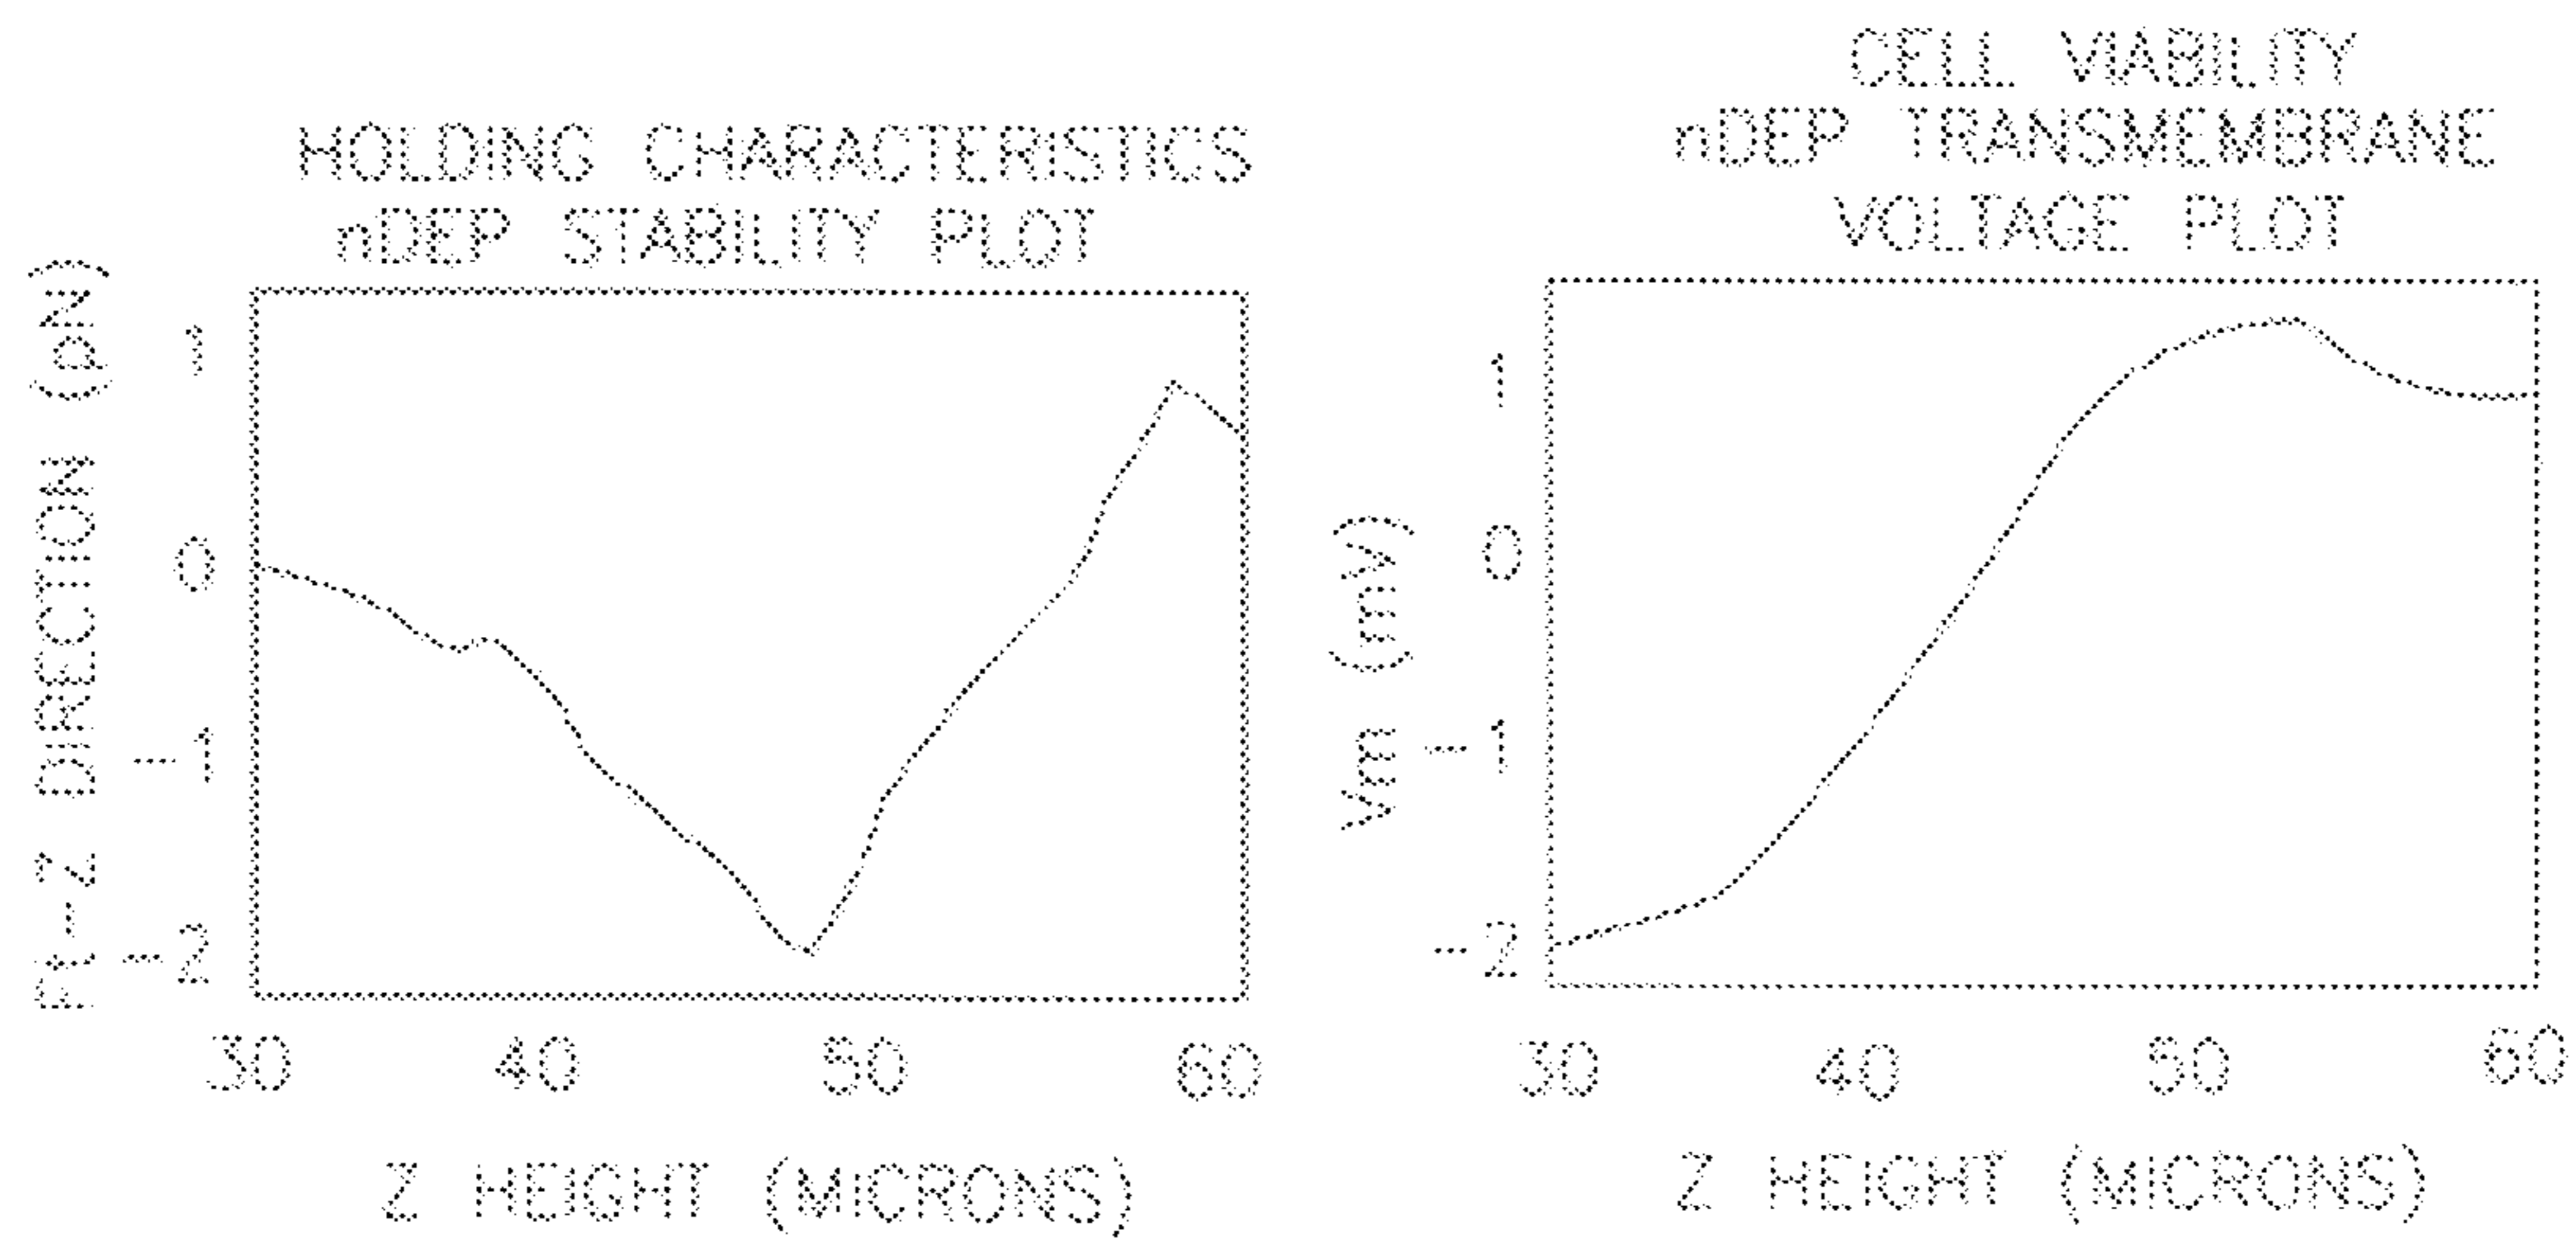 HOLDING CHARACTERISTICS
nDEP STABILITY PLOT
Ft-Z DIRECTION (pN)
1
0
-1
-2
30 40 50 60
Z HEIGHT (MICRONS)
CELL VIABILITY
nDEP TRANSMEMBRANE
VOLTAGE PLOT
Vm (mV)
1
0
-1
-2
30 40 50 60
Z HEIGHT (MICRONS)